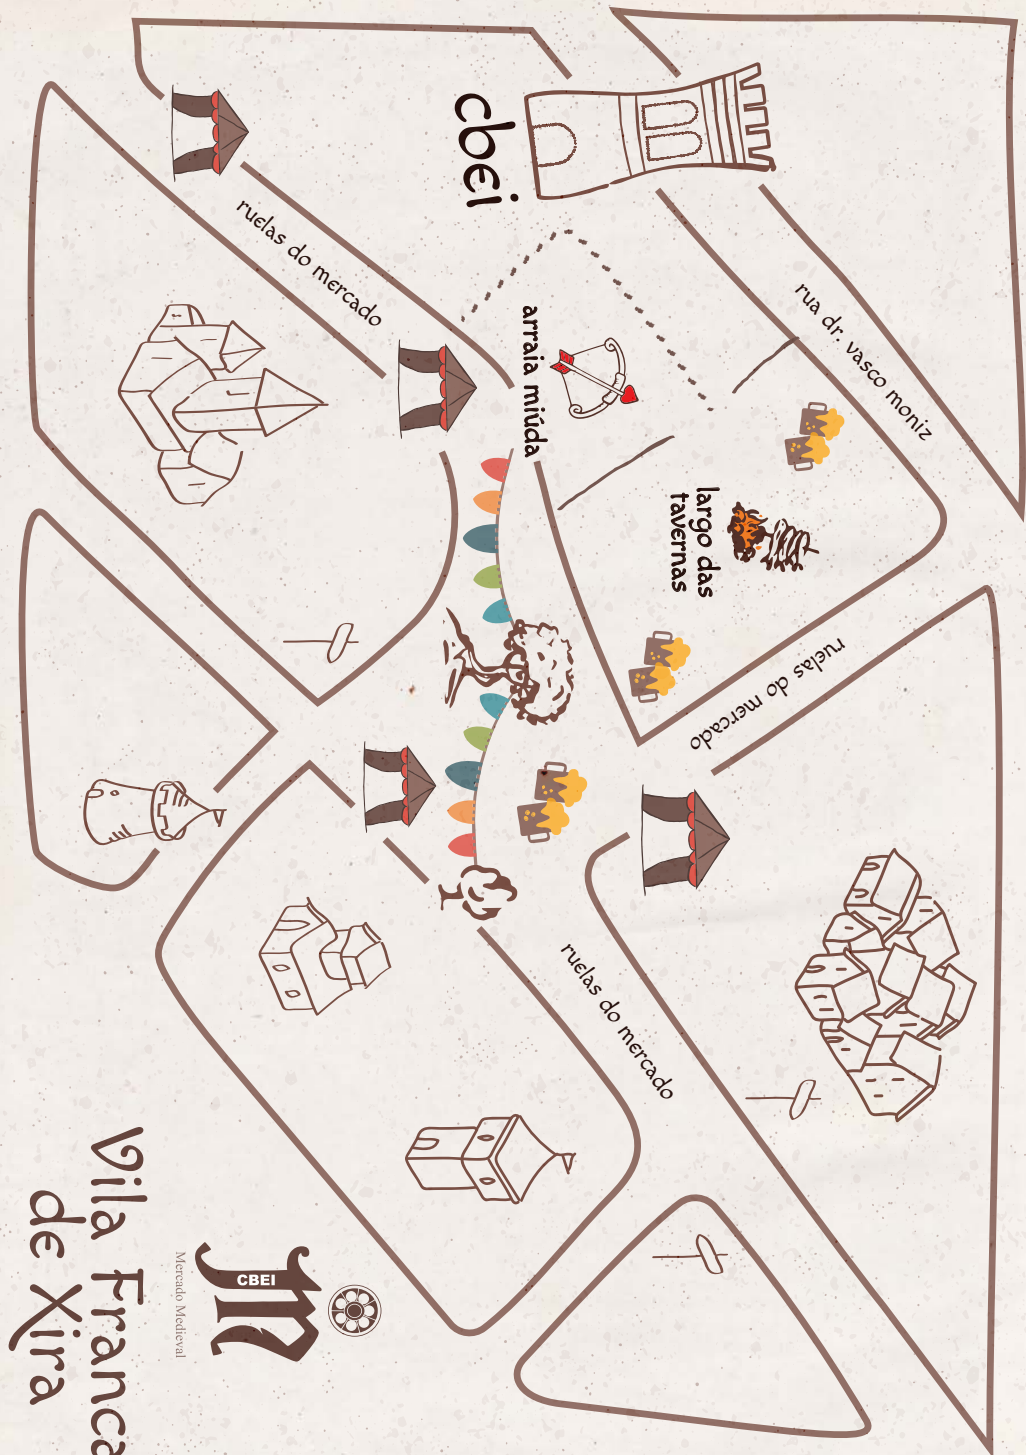 cbei
ruelas do mercado
rua dr. vasco moniz
arraia miúda
largo das
tavernas
ruelas do mercado
ruelas do mercado
CBEI
Mercado Medieval
Vila Franca
de Xira